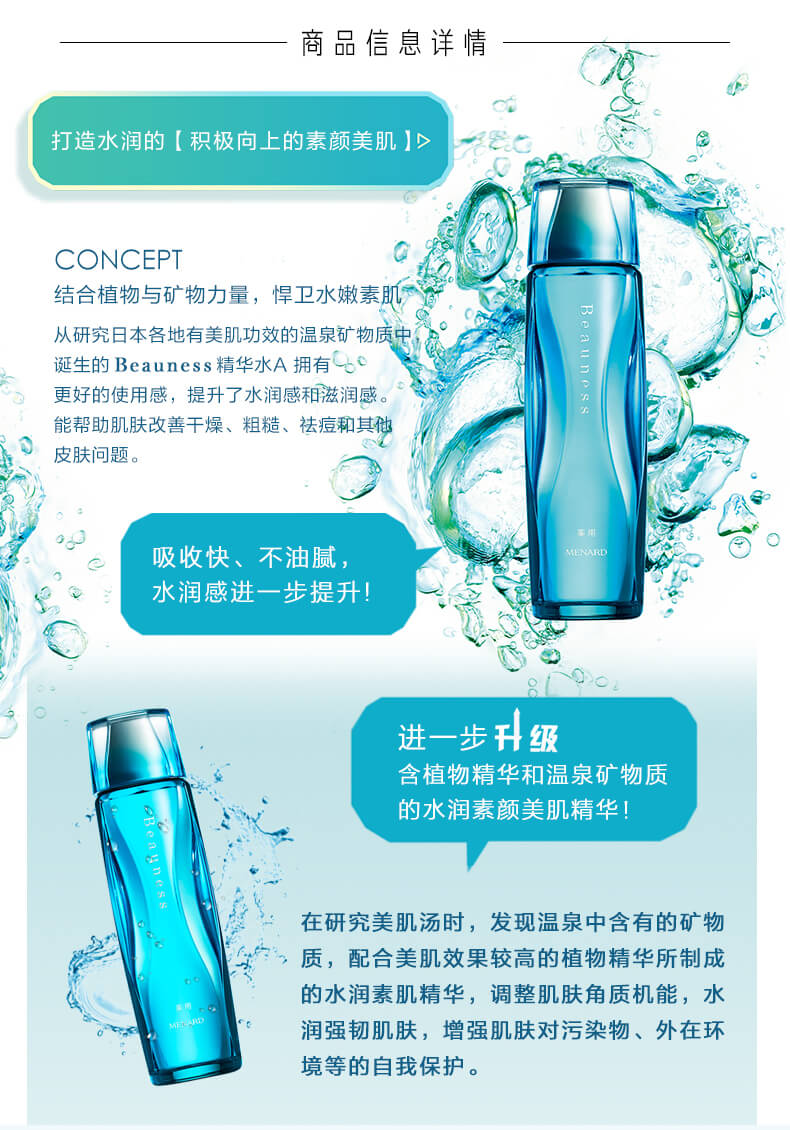 商品信息详情
打造水润的【积极向上的素颜美肌】▷
CONCEPT
结合植物与矿物力量，悍卫水嫩素肌
从研究日本各地有美肌功效的温泉矿物质中
诞生的 Beauness 精华水A 拥有
更好的使用感，提升了水润感和滋润感。
能帮助肌肤改善干燥、粗糙、祛痘和其他
皮肤问题。
Beauness
薬用
MENARD
吸收快、不油腻，
水润感进一步提升！
进一步升级
含植物精华和温泉矿物质
的水润素颜美肌精华！
Beauness
薬用
MENARD
在研究美肌汤时，发现温泉中含有的矿物
质，配合美肌效果较高的植物精华所制成
的水润素肌精华，调整肌肤角质机能，水
润强韧肌肤，增强肌肤对污染物、外在环
境等的自我保护。